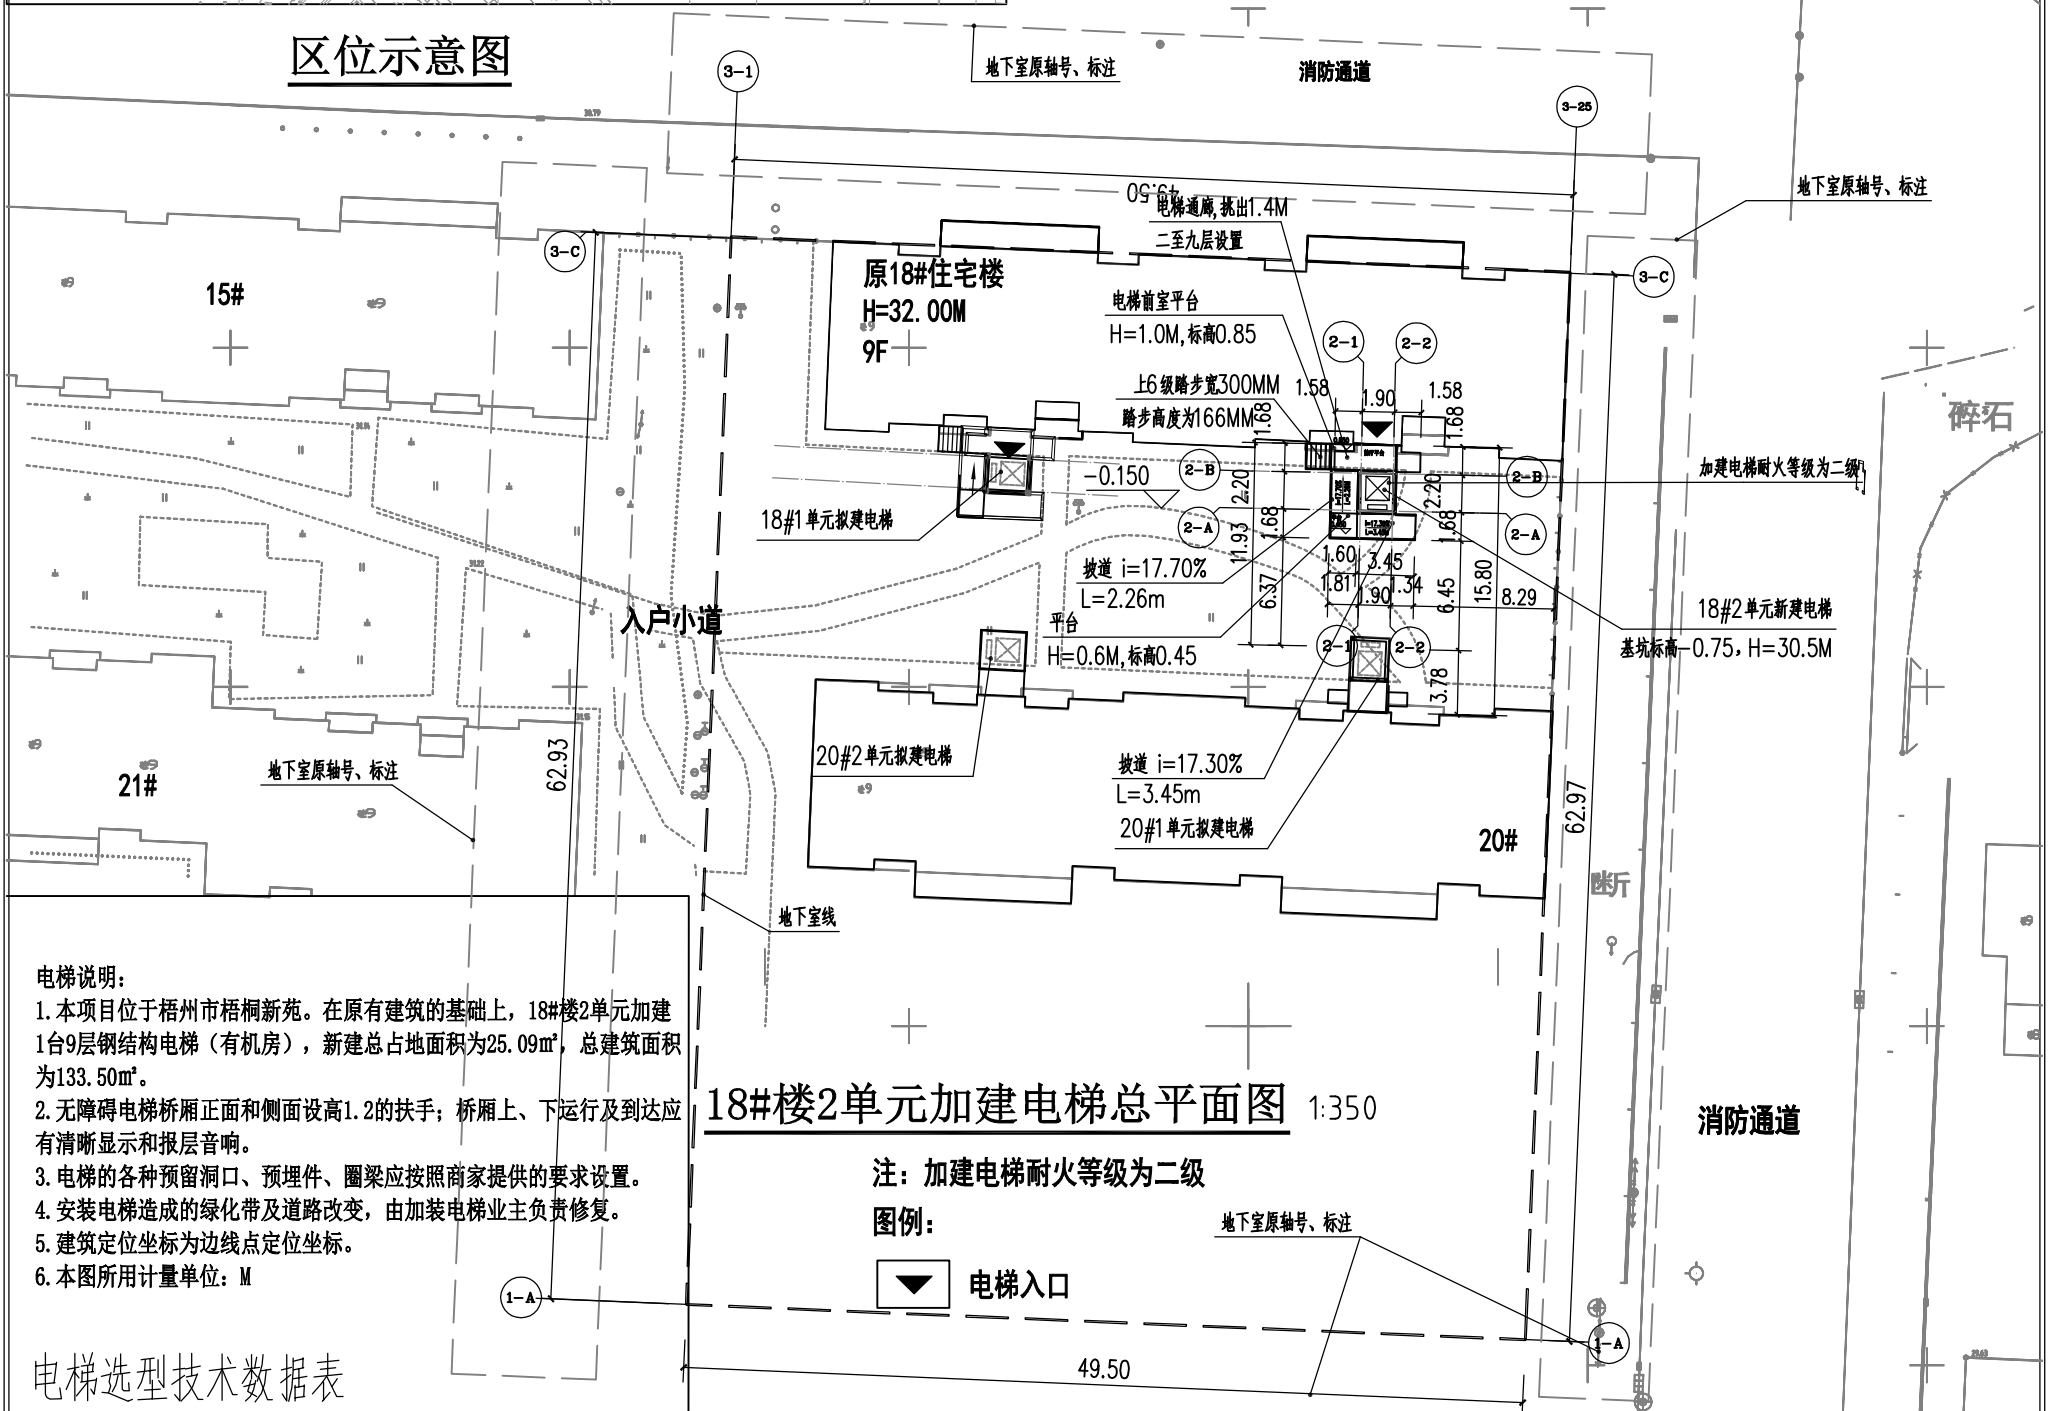 区位示意图
3-1
地下室原轴号、标注
消防通道
3-25
30.79
地下室原轴号、标注
49.50
电梯通廊,挑出1.4M
二至九层设置
3-C
3-C
原18#住宅楼
H=32.00M
9F
15#
电梯前室平台
H=1.0M,标高0.85
2-1
2-2
上6级踏步宽300MM
踏步高度为166MM
1.58
1.90
1.58
1.68
1.68
碎石
2-B
2-B
加建电梯耐火等级为二级
-0.150
2.20
2.20
18#1单元拟建电梯
2-A
2-A
11.93
1.68
1.68
坡道 i=17.70%
L=2.26m
1.60
3.45
1.81
1.90
1.34
6.37
6.45
15.80
8.29
31.22
入户小道
平台
H=0.6M,标高0.45
2-1
2-2
3.78
18#2单元新建电梯
基坑标高-0.75,H=30.5M
21#
62.93
地下室原轴号、标注
20#2单元拟建电梯
坡道 i=17.30%
L=3.45m
20#1单元拟建电梯
62.97
20#
断
地下室线
电梯说明:
1.本项目位于梧州市梧桐新苑。在原有建筑的基础上，18#楼2单元加建
1台9层钢结构电梯（有机房），新建总占地面积为25.09㎡，总建筑面积
为133.50㎡。
2.无障碍电梯桥厢正面和侧面设高1.2的扶手；桥厢上、下运行及到达应
有清晰显示和报层音响。
3.电梯的各种预留洞口、预埋件、圈梁应按照商家提供的要求设置。
4.安装电梯造成的绿化带及道路改变，由加装电梯业主负责修复。
5.建筑定位坐标为边线点定位坐标。
6.本图所用计量单位：M
18#楼2单元加建电梯总平面图 1:350
消防通道
注：加建电梯耐火等级为二级
图例：
电梯入口
地下室原轴号、标注
1-A
1-A
49.50
电梯选型技术数据表